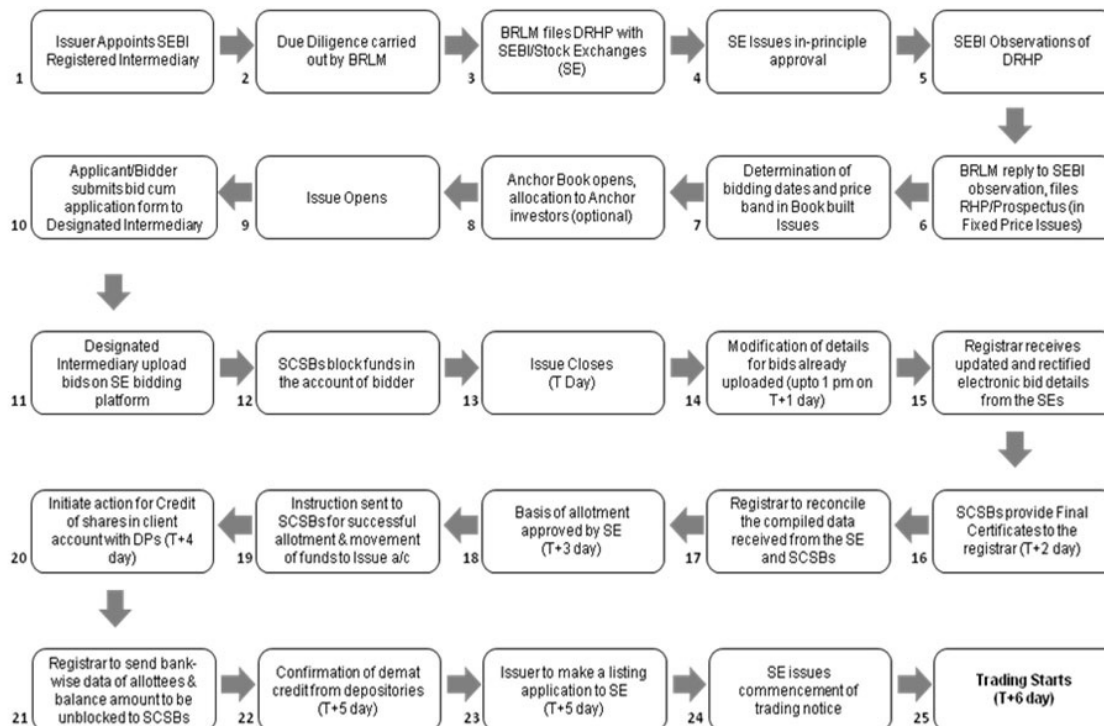 Issuer Appoints SEBI
Registered Intermediary
1
Due Diligence carried
out by BRLM
2
BRLM files DRHP with
SEBI/Stock Exchanges
(SE)
3
SE Issues in-principle
approval
4
SEBI Observations of
DRHP
5
BRLM reply to SEBI
observation, files
RHP/Prospectus (in
Fixed Price Issues)
6
Determination of
bidding dates and price
band in Book built
Issues
7
Anchor Book opens,
allocation to Anchor
investors (optional)
8
Issue Opens
9
Applicant/Bidder
submits bid cum
application form to
Designated Intermediary
10
Designated
Intermediary upload
bids on SE bidding
platform
11
SCSBs block funds in
the account of bidder
12
Issue Closes
(T Day)
13
Modification of details
for bids already
uploaded (upto 1 pm on
T+1 day)
14
Registrar receives
updated and rectified
electronic bid details
from the SEs
15
SCSBs provide Final
Certificates to the
registrar (T+2 day)
16
Registrar to reconcile
the compiled data
received from the SE
and SCSBs
17
Basis of allotment
approved by SE
(T+3 day)
18
Instruction sent to
SCSBs for successful
allotment & movement
of funds to Issue a/c
19
Initiate action for Credit
of shares in client
account with DPs (T+4
day)
20
Registrar to send bank-
wise data of allottees &
balance amount to be
unblocked to SCSBs
21
Confirmation of demat
credit from depositories
(T+5 day)
22
Issuer to make a listing
application to SE
(T+5 day)
23
SE issues
commencement of
trading notice
24
Trading Starts
(T+6 day)
25